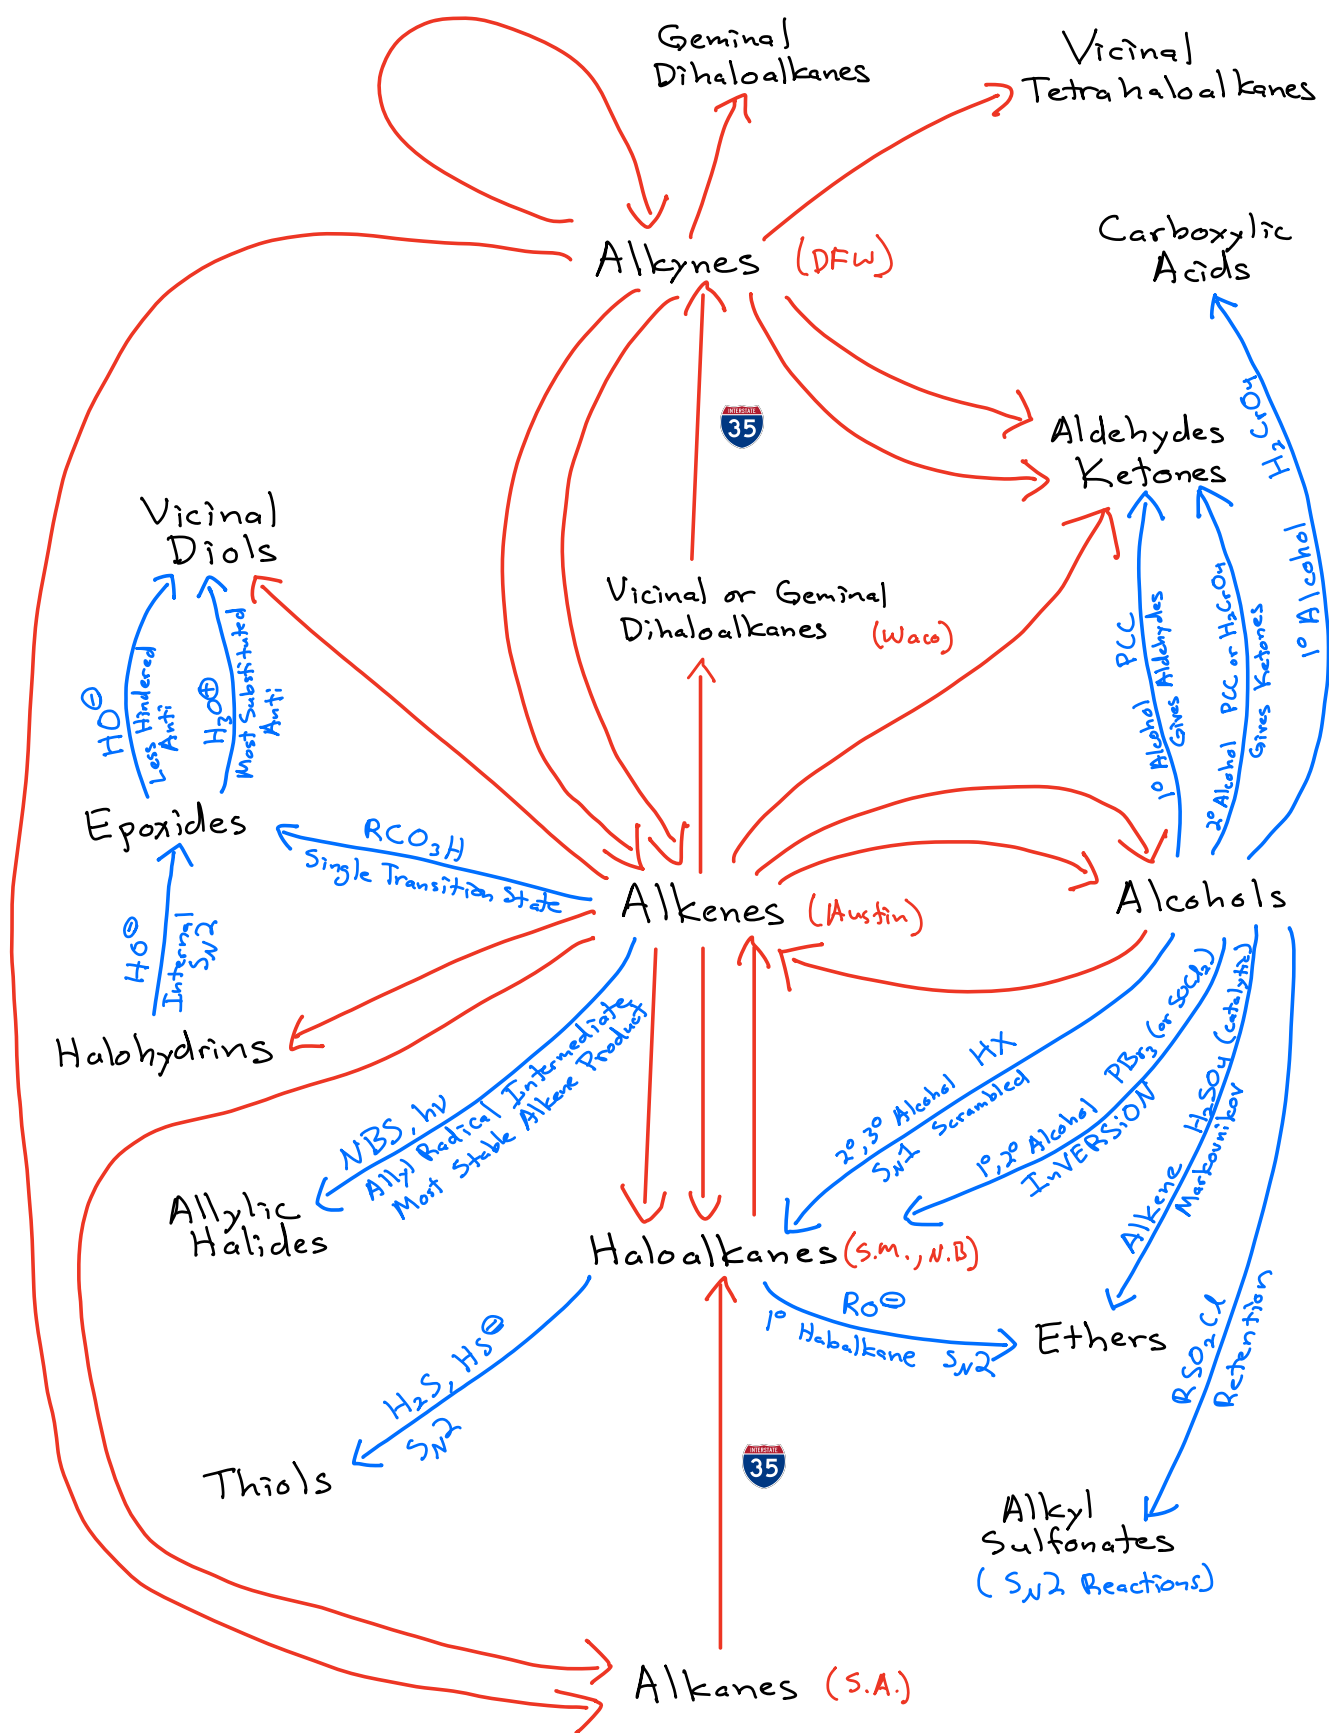 Geminal
Dihaloalkanes
Vicinal
Tetrahaloalkanes
Alkynes (DFW)
Carboxylic
Acids
H₂CrO₄
1° Alcohol
INTERSTATE
35
Aldehydes
Ketones
Vicinal
Diols
Vicinal or Geminal
Dihaloalkanes (Waco)
HO⊖
Less Hindered
Anti
H₃O⊕
Most Substituted
Anti
PCC
1° Alcohol Gives Aldehydes
2° Alcohol PCC or H₂CrO₄
Gives Ketones
Epoxides
RCO₃H
Single Transition State
HO⊖
Internal
SN2
Alkenes (Austin)
Alcohols
Halohydrins
NBS, hν
Allyl Radical Intermediate
Most Stable Alkene Product
Allylic
Halides
2°,3° Alcohol HX
SN1 Scrambled
1°,2° Alcohol PBr₃ (or SOCl₂)
InVERSiON
Alkene H₂SO₄ (catalytic)
Markovnikov
RSO₂Cl
Retention
Haloalkanes (S.M., N.B)
RO⊖
1° Haloalkane SN2
Ethers
H₂S, HS⊖
SN2
Thiols
INTERSTATE
35
Alkyl
Sulfonates
(SN2 Reactions)
Alkanes (S.A.)